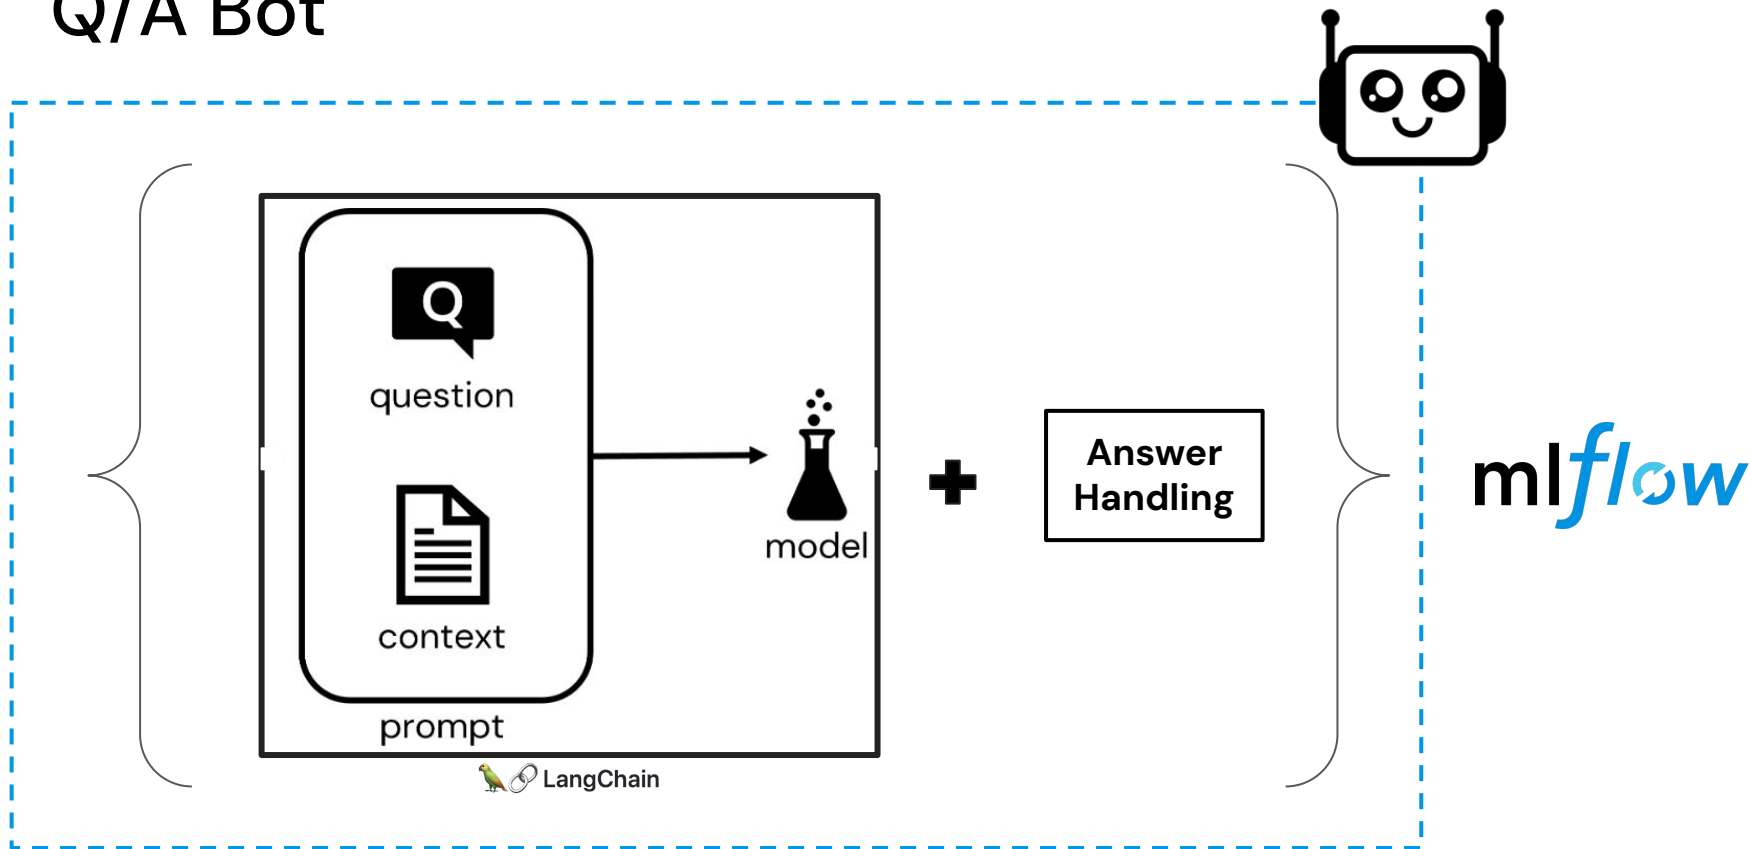 Q/A Bot
Q
question
context
prompt
model
LangChain
Answer
Handling
mlflow